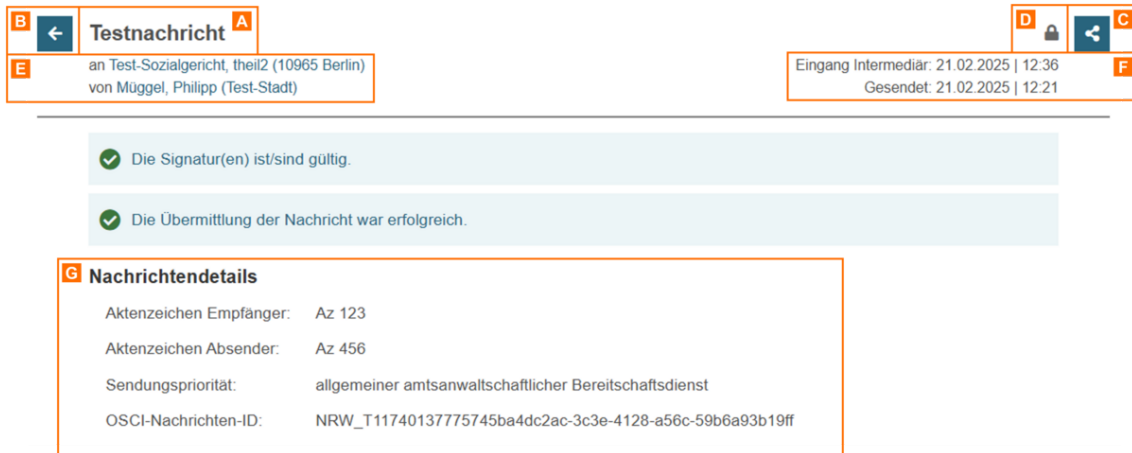 B
Testnachricht A
D
C
E an Test-Sozialgericht, theil2 (10965 Berlin)
von Müggel, Philipp (Test-Stadt)
Eingang Intermediär: 21.02.2025 | 12:36 F
Gesendet: 21.02.2025 | 12:21
Die Signatur(en) ist/sind gültig.
Die Übermittlung der Nachricht war erfolgreich.
G Nachrichtendetails
Aktenzeichen Empfänger: Az 123
Aktenzeichen Absender: Az 456
Sendungspriorität: allgemeiner amtsanwaltschaftlicher Bereitschaftsdienst
OSCI-Nachrichten-ID: NRW_T11740137775745ba4dc2ac-3c3e-4128-a56c-59b6a93b19ff